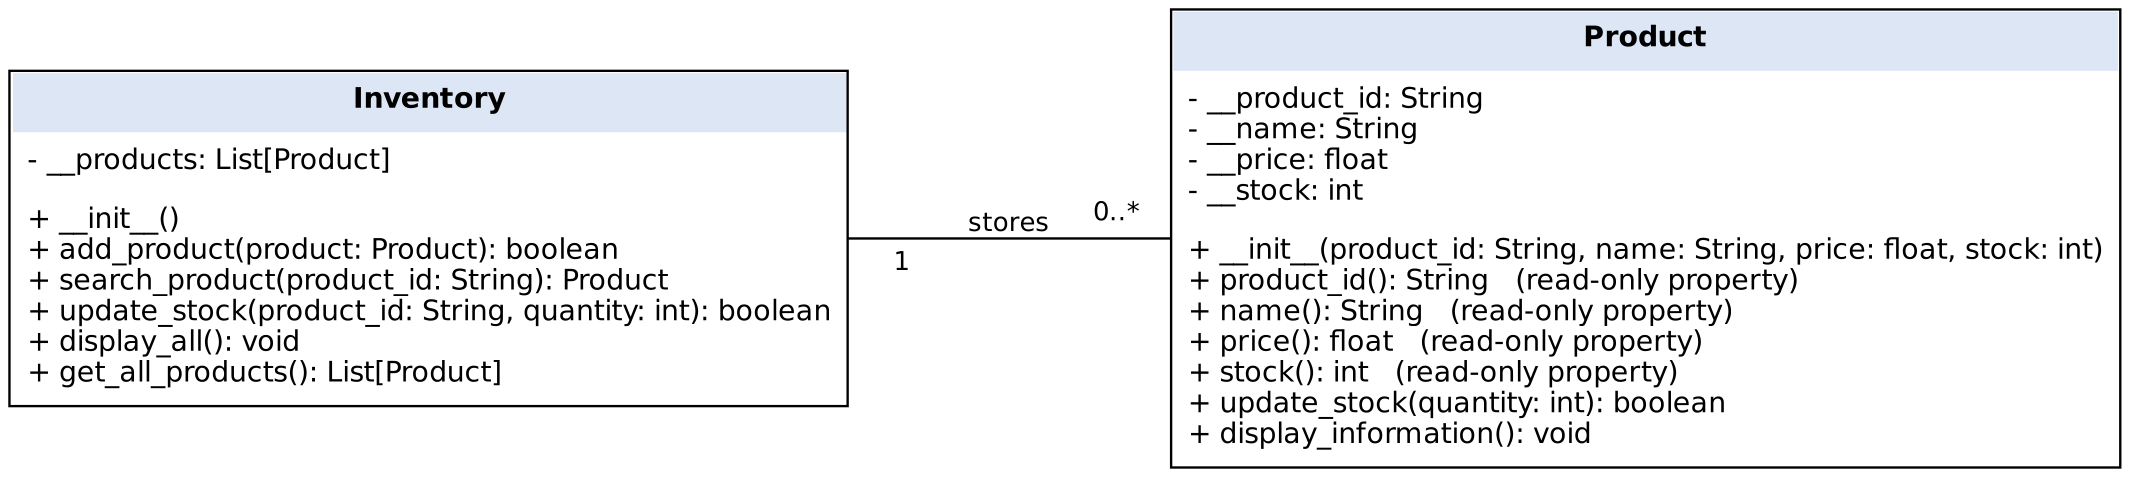 Inventory
- __products: List[Product]
+ __init__()
+ add_product(product: Product): boolean
+ search_product(product_id: String): Product
+ update_stock(product_id: String, quantity: int): boolean
+ display_all(): void
+ get_all_products(): List[Product]
stores
0..*
1
Product
- __product_id: String
- __name: String
- __price: float
- __stock: int
+ __init__(product_id: String, name: String, price: float, stock: int)
+ product_id(): String   (read-only property)
+ name(): String   (read-only property)
+ price(): float   (read-only property)
+ stock(): int   (read-only property)
+ update_stock(quantity: int): boolean
+ display_information(): void